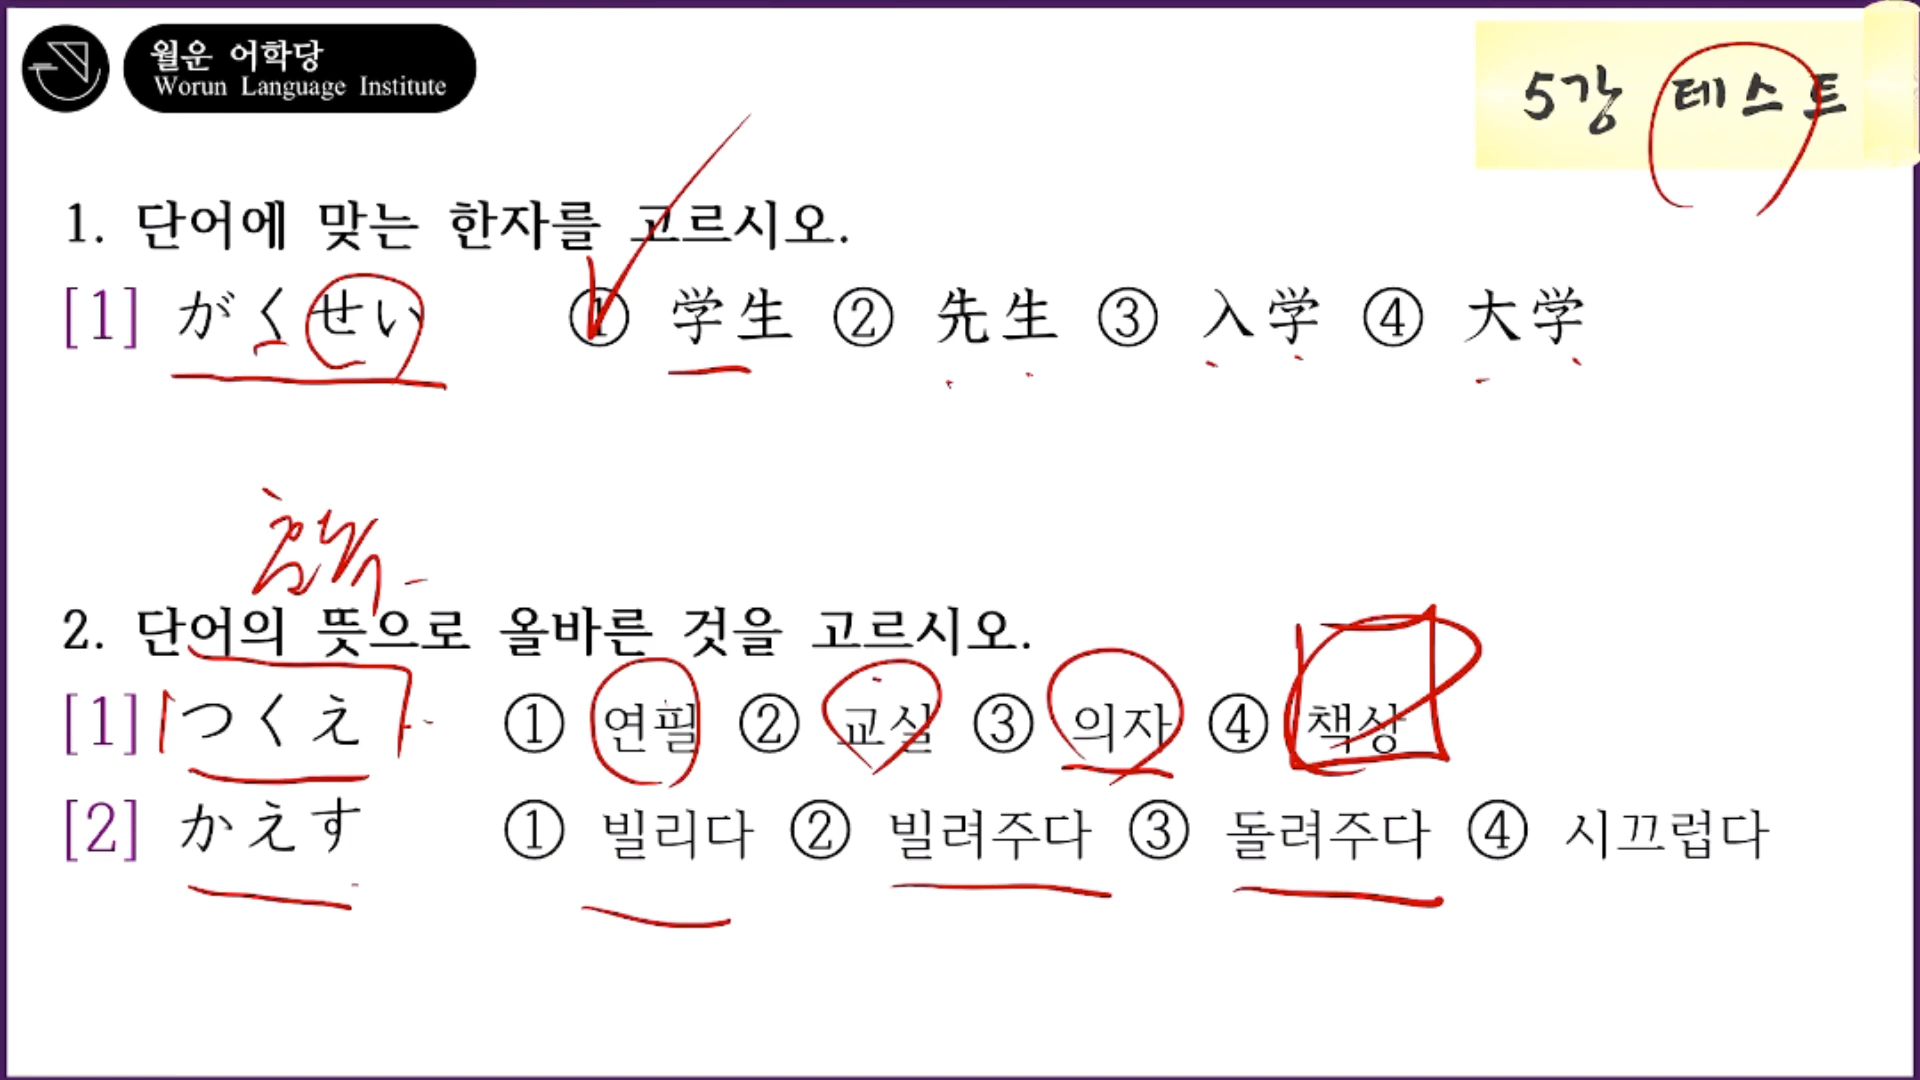 월운 어학당
Worun Language Institute
5강 테스트
1. 단어에 맞는 한자를 고르시오.
[1] がくせい ① 学生 ② 先生 ③ 入学 ④ 大学
2. 단어의 뜻으로 올바른 것을 고르시오.
[1] つくえ ① 연필 ② 교실 ③ 의자 ④ 책상
[2] かえす ① 빌리다 ② 빌려주다 ③ 돌려주다 ④ 시끄럽다